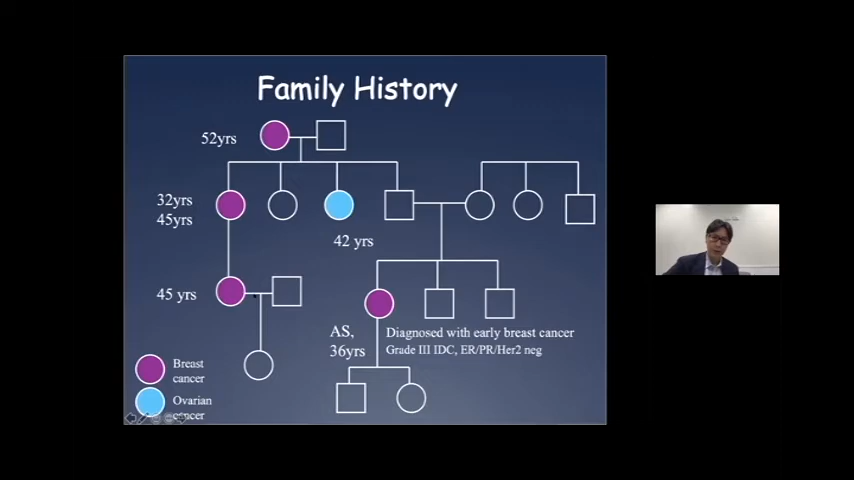 Family History
52yrs
32yrs
45yrs
42 yrs
45 yrs
AS,
36yrs
Diagnosed with early breast cancer
Grade III IDC, ER/PR/Her2 neg
Breast
cancer
Ovarian
cancer